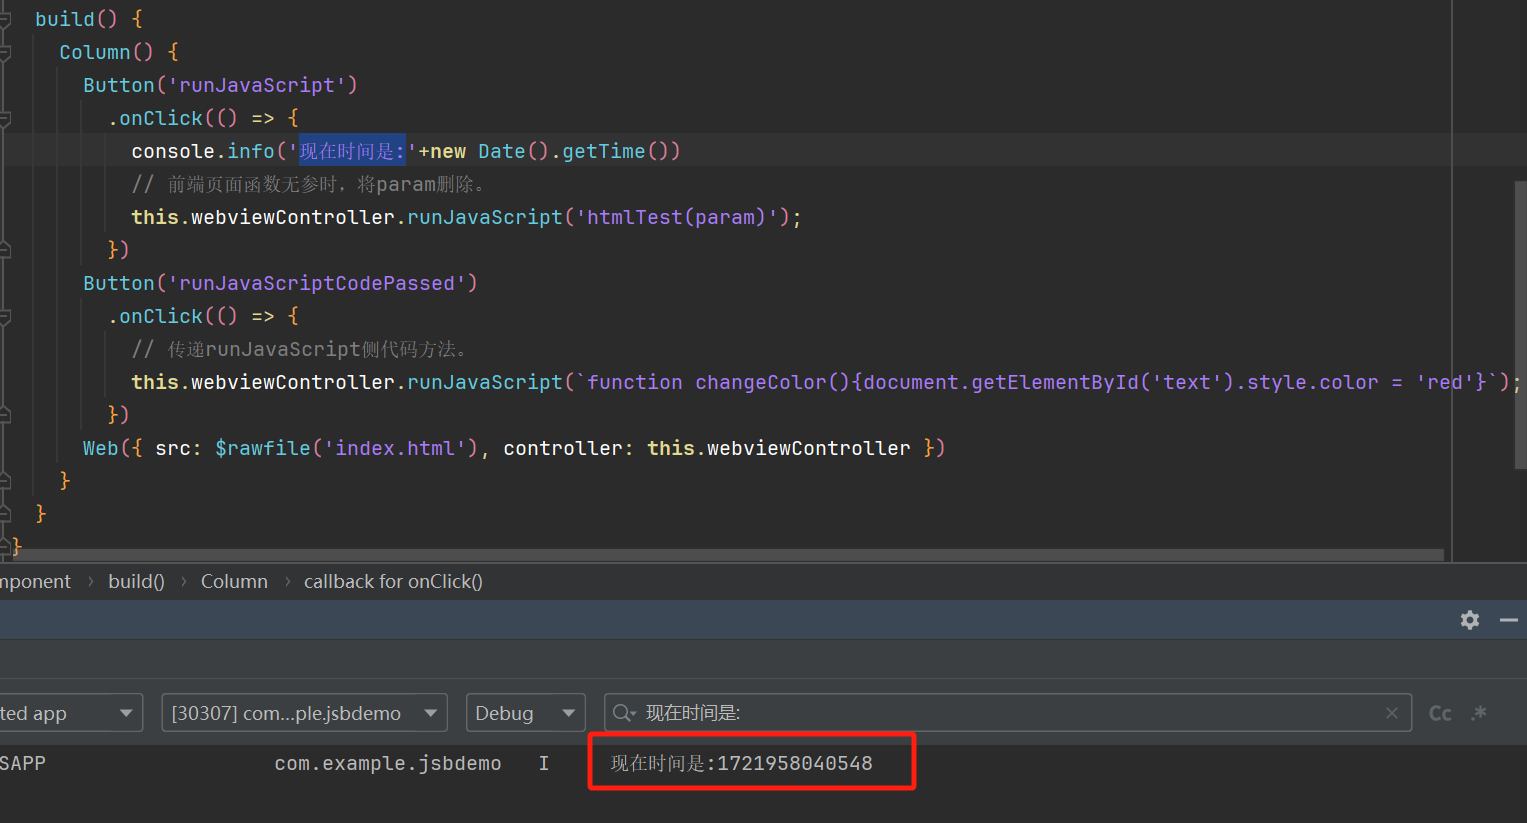 build() {
Column() {
Button('runJavaScript')
.onClick(() => {
console.info('现在时间是:'+new Date().getTime())
// 前端页面函数无参时，将param删除。
this.webviewController.runJavaScript('htmlTest(param)');
})
Button('runJavaScriptCodePassed')
.onClick(() => {
// 传递runJavaScript侧代码方法。
this.webviewController.runJavaScript(`function changeColor(){document.getElementById('text').style.color = 'red'}`);
})
Web({ src: $rawfile('index.html'), controller: this.webviewController })
}
}
}
mponent › build() › Column › callback for onClick()
ted app [30307] com...ple.jsbdemo Debug 现在时间是: Cc .*
SAPP com.example.jsbdemo I 现在时间是:1721958040548